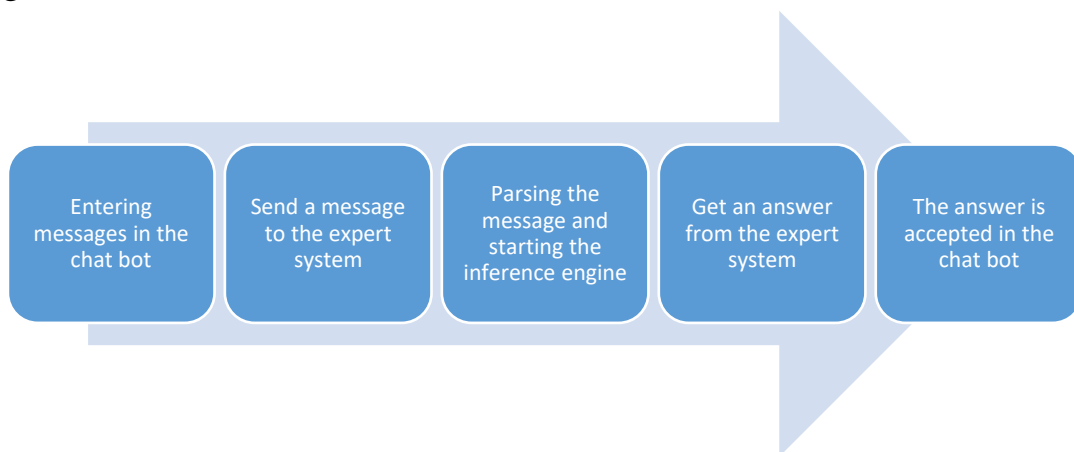 Entering
messages in the
chat bot
Send a message
to the expert
system
Parsing the
message and
starting the
inference engine
Get an answer
from the expert
system
The answer is
accepted in the
chat bot